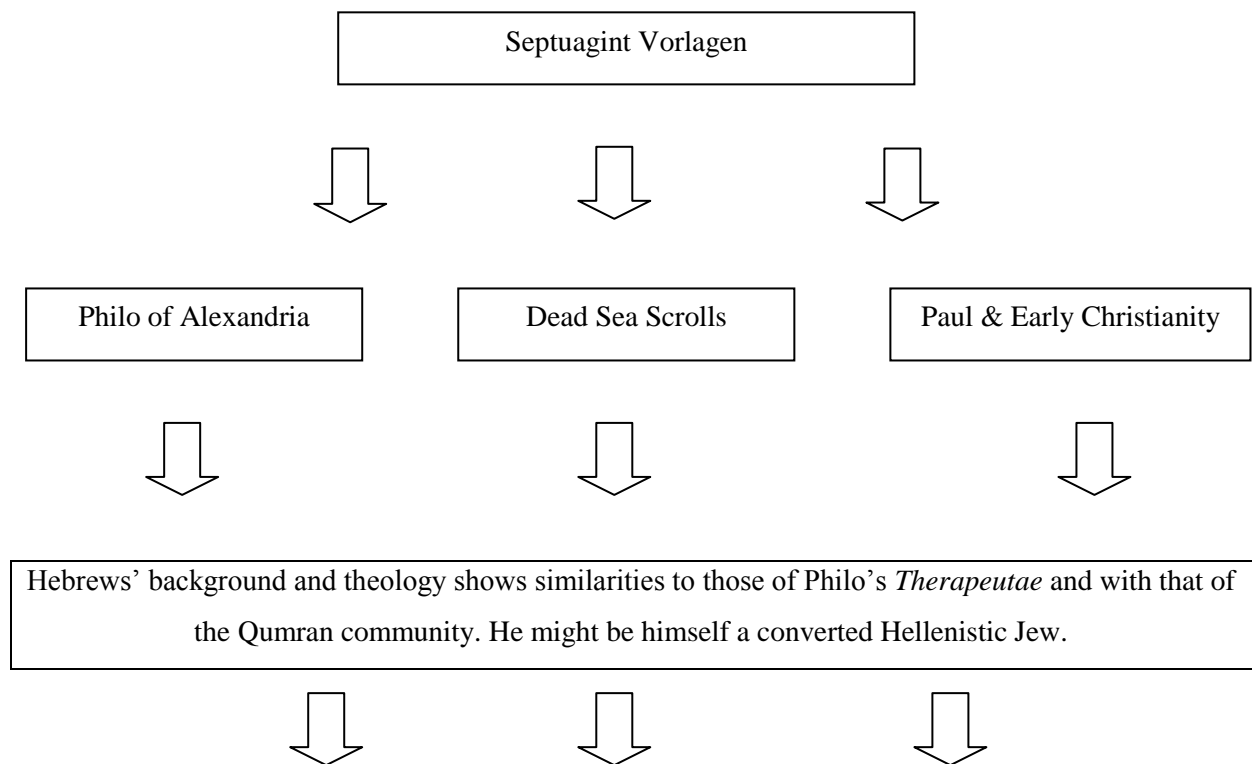 Septuagint Vorlagen
Philo of Alexandria
Dead Sea Scrolls
Paul & Early Christianity
Hebrews’ background and theology shows similarities to those of Philo’s Therapeutae and with that of
the Qumran community. He might be himself a converted Hellenistic Jew.